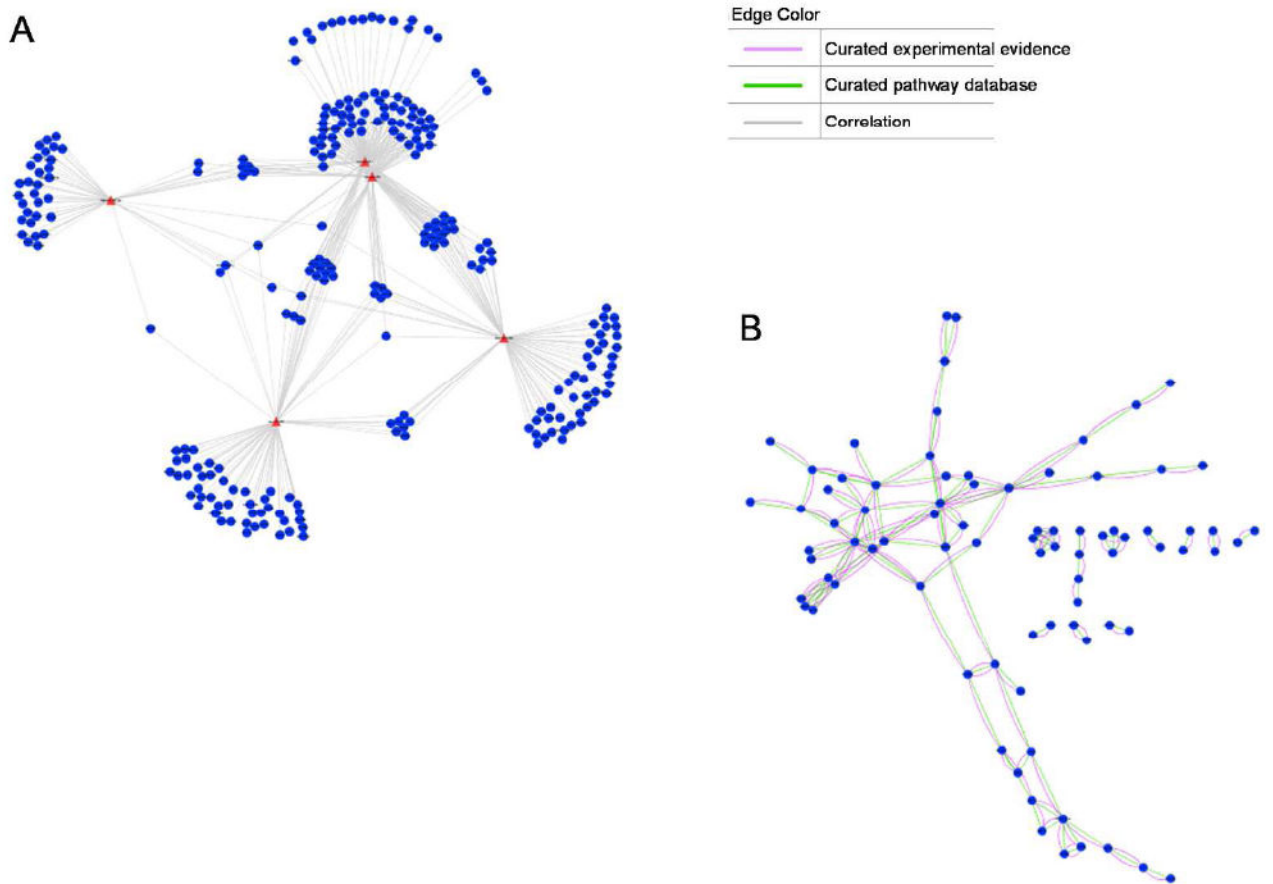 A
Edge Color
Curated experimental evidence
Curated pathway database
Correlation
B